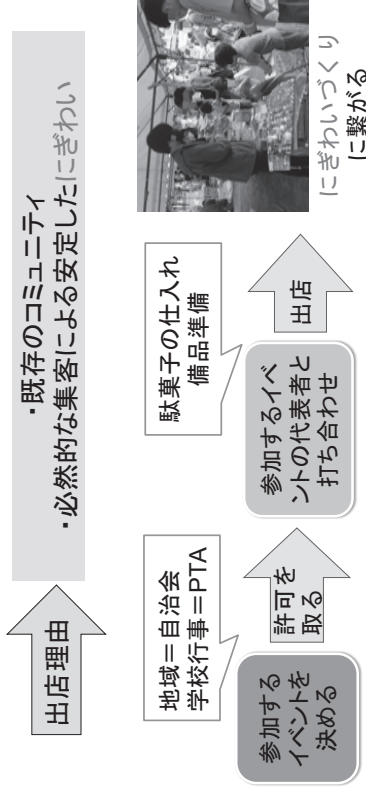 出店理由
・既存のコミュニティ
・必然的な集客による安定したにぎわい
地域＝自治会
学校行事＝PTA
参加する
イベントを
決める
許可を
取る
駄菓子の仕入れ
備品準備
参加するイベ
ントの代表者と
打ち合わせ
出店
にぎわいづくり
に繋がる